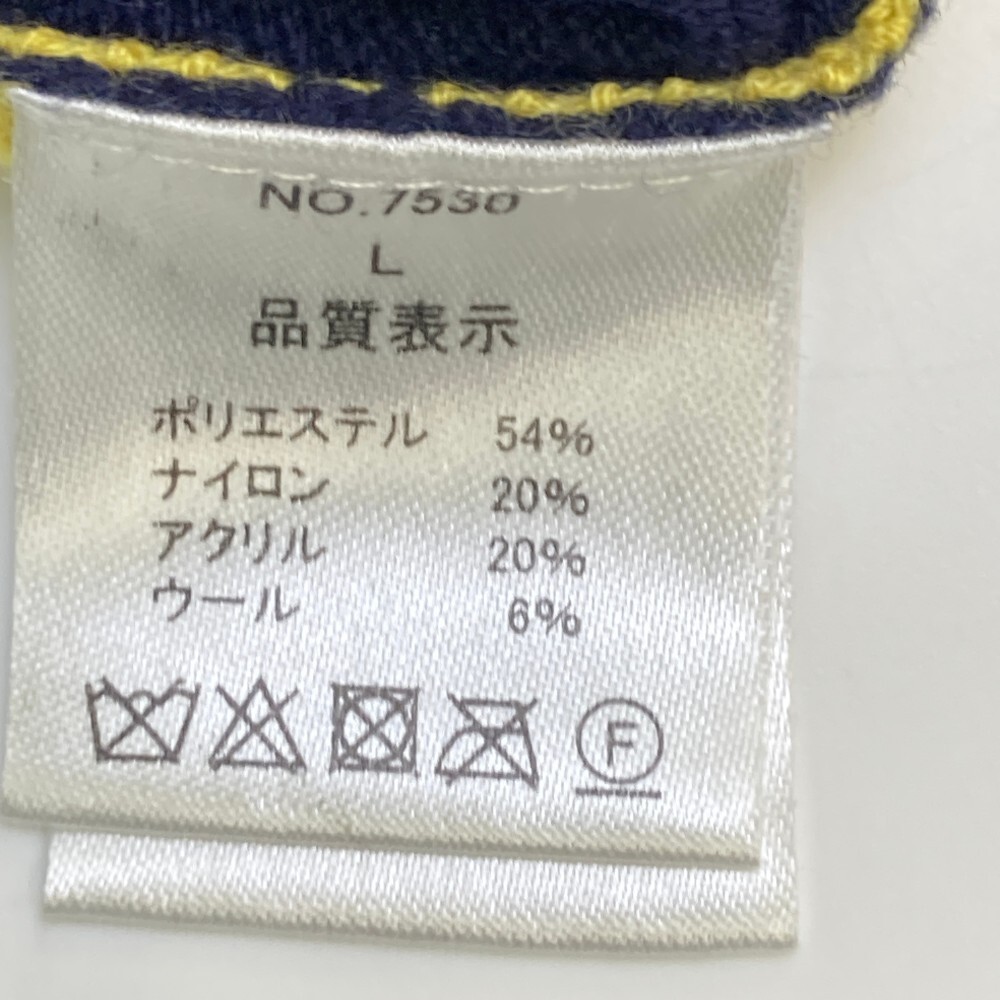 NO.7530
L
品質表示
ポリエステル 54%
ナイロン 20%
アクリル 20%
ウール 6%
F